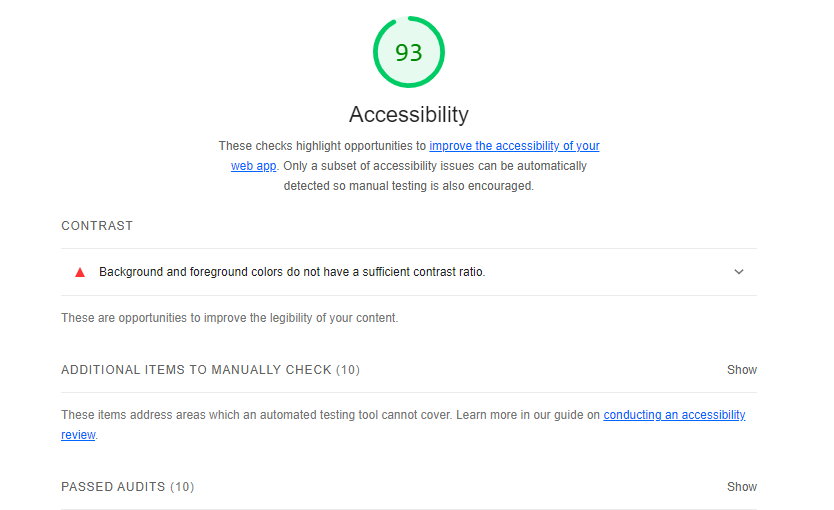 93
Accessibility
These checks highlight opportunities to improve the accessibility of your
web app. Only a subset of accessibility issues can be automatically
detected so manual testing is also encouraged.
CONTRAST
Background and foreground colors do not have a sufficient contrast ratio.
These are opportunities to improve the legibility of your content.
ADDITIONAL ITEMS TO MANUALLY CHECK (10) Show
These items address areas which an automated testing tool cannot cover. Learn more in our guide on conducting an accessibility
review.
PASSED AUDITS (10) Show